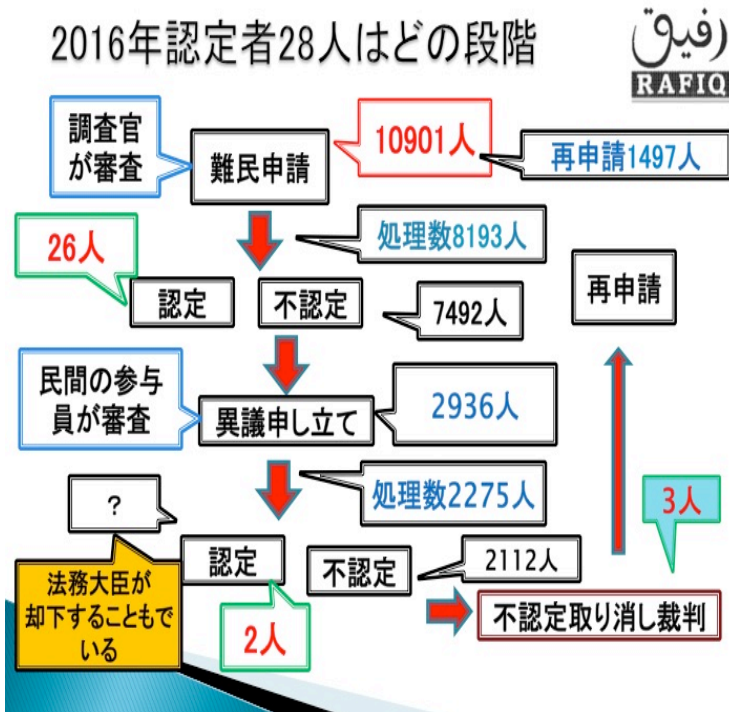 2016年認定者28人はどの段階
رفيق
RAFIQ
調査官
が審査
難民申請
10901人
再申請1497人
処理数8193人
26人
認定
不認定
7492人
再申請
民間の参与
員が審査
異議申し立て
2936人
処理数2275人
?
3人
認定
不認定
2112人
法務大臣が
却下することもで
いる
2人
不認定取り消し裁判